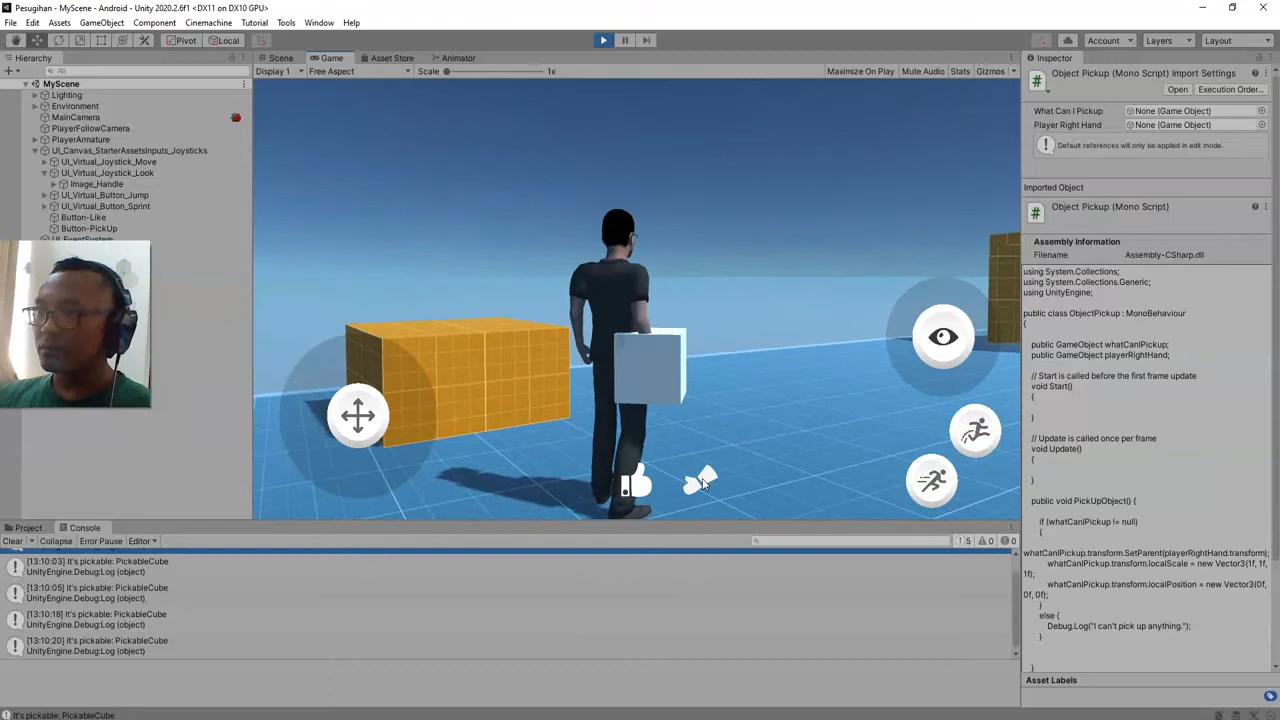 Pesugihan - MyScene - Android - Unity 2020.2.6f1 <DX11 on DX10 GPU>
File Edit Assets GameObject Component Cinemachine Tutorial Tools Window Help
Pivot Local
Account Layers Layout
Hierarchy
All
MyScene
Lighting
Environment
MainCamera
PlayerFollowCamera
PlayerArmature
UI_Canvas_StarterAssetsInputs_Joysticks
UI_Virtual_Joystick_Move
UI_Virtual_Joystick_Look
Image_Handle
UI_Virtual_Button_Jump
UI_Virtual_Button_Sprint
Button-Like
Button-PickUp
UI_EventSystem
Scene Game Asset Store Animator
Display 1 Free Aspect Scale 1x Maximize On Play Mute Audio Stats Gizmos
Inspector
Object Pickup (Mono Script) Import Settings
Open Execution Order...
What Can I Pickup None (Game Object)
Player Right Hand None (Game Object)
Default references will only be applied in edit mode.
Imported Object
Object Pickup (Mono Script)
Assembly Information
Filename Assembly-CSharp.dll
using System.Collections;
using System.Collections.Generic;
using UnityEngine;
public class ObjectPickup : MonoBehaviour
{
public GameObject whatCanIPickup;
public GameObject playerRightHand;
// Start is called before the first frame update
void Start()
{
}
// Update is called once per frame
void Update()
{
}
public void PickUpObject() {
if (whatCanIPickup != null)
{
whatCanIPickup.transform.SetParent(playerRightHand.transform);
whatCanIPickup.transform.localScale = new Vector3(1f, 1f,
1f);
whatCanIPickup.transform.localPosition = new Vector3(0f,
0f, 0f);
}
else {
Debug.Log("I can't pick up anything.");
}
}
Asset Labels
Project Console
Clear Collapse Error Pause Editor 5 0 0
[13:10:03] It's pickable: PickableCube
UnityEngine.Debug:Log (object)
[13:10:05] It's pickable: PickableCube
UnityEngine.Debug:Log (object)
[13:10:18] It's pickable: PickableCube
UnityEngine.Debug:Log (object)
[13:10:20] It's pickable: PickableCube
UnityEngine.Debug:Log (object)
It's pickable: PickableCube